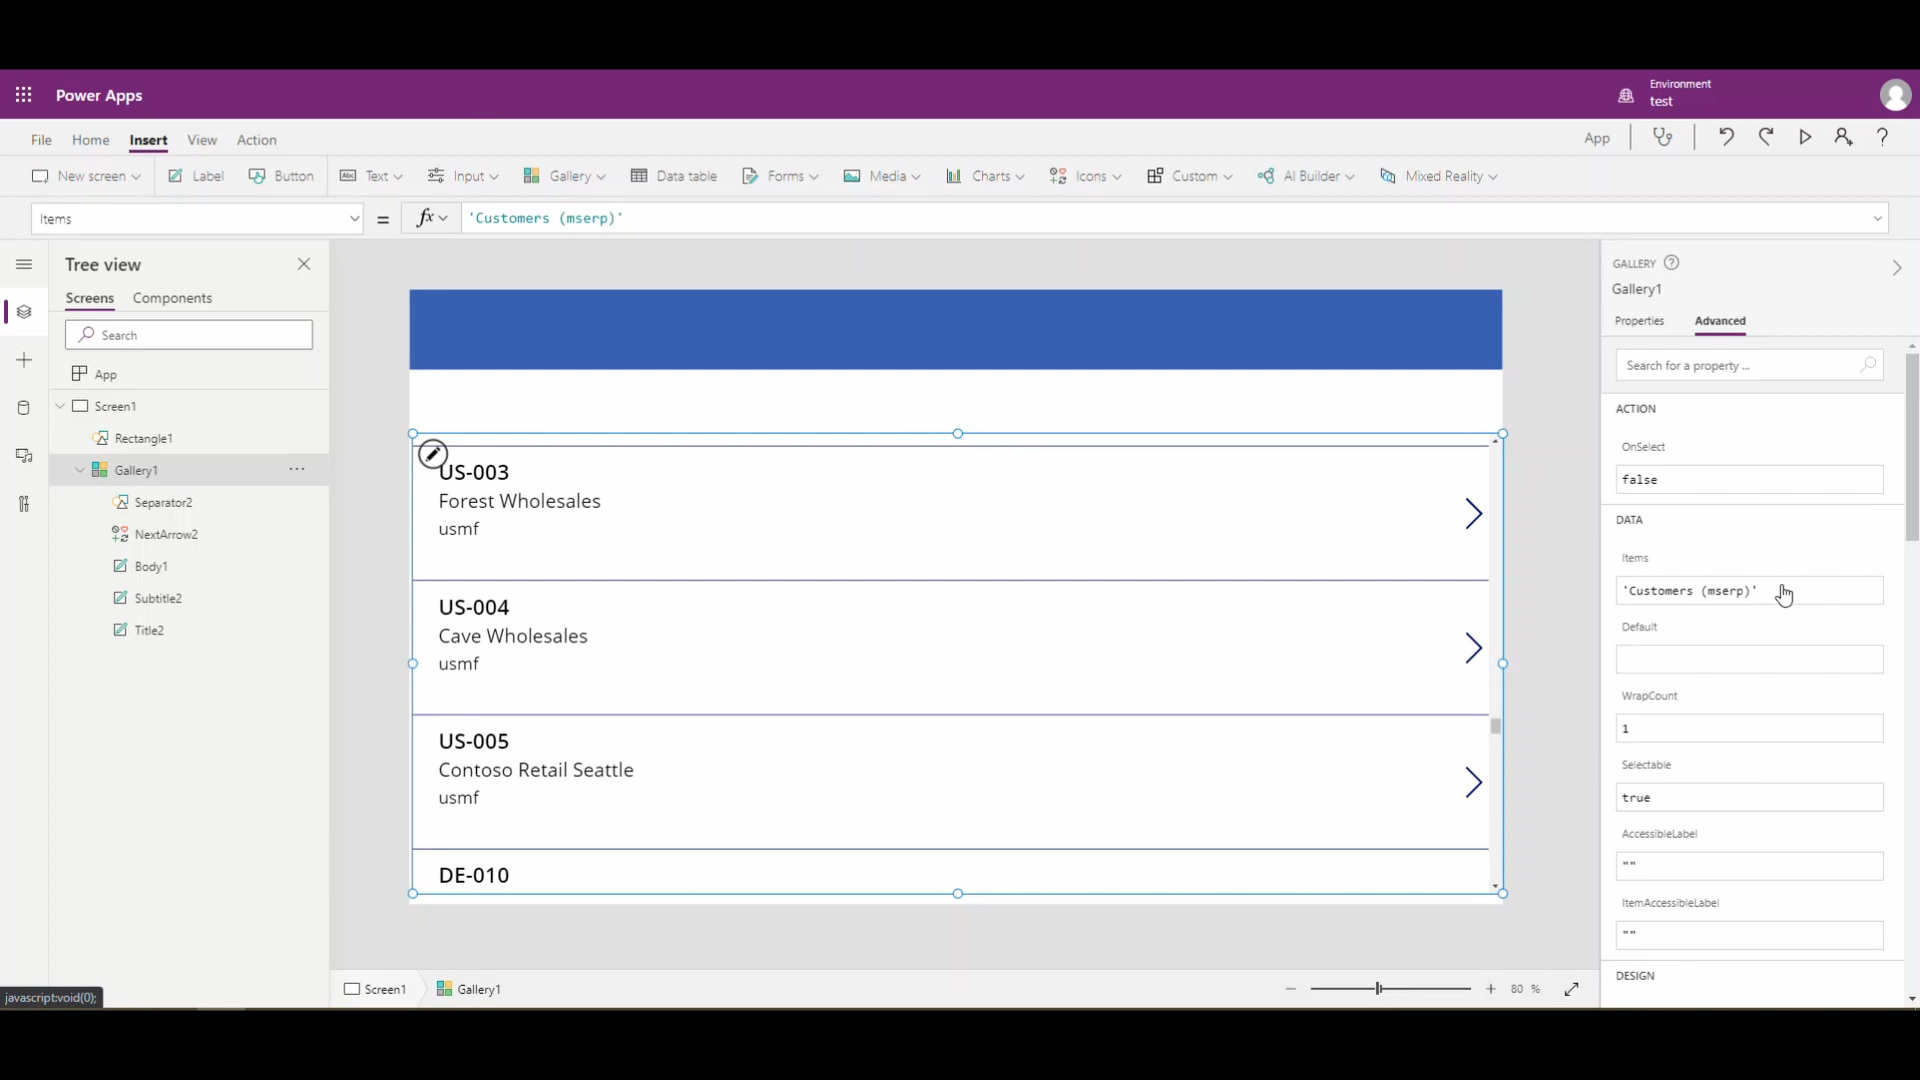 Power Apps
Environment
test
File Home Insert View Action
App
New screen Label Button Text Input Gallery Data table Forms Media Charts Icons Custom AI Builder Mixed Reality
Items = fx 'Customers (mserp)'
Tree view
Screens Components
Search
App
Screen1
Rectangle1
Gallery1
Separator2
NextArrow2
Body1
Subtitle2
Title2
US-003
Forest Wholesales
usmf
US-004
Cave Wholesales
usmf
US-005
Contoso Retail Seattle
usmf
DE-010
GALLERY
Gallery1
Properties Advanced
Search for a property ...
ACTION
OnSelect
false
DATA
Items
'Customers (mserp)'
Default
WrapCount
1
Selectable
true
AccessibleLabel
""
ItemAccessibleLabel
""
DESIGN
javascript:void(0);
Screen1 Gallery1
80 %